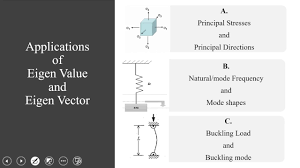 Applications
of
Eigen Value
and
Eigen Vector
A.
Principal Stresses
and
Principal Directions
B.
Natural/mode Frequency
and
Mode shapes
C.
Buckling Load
and
Buckling mode